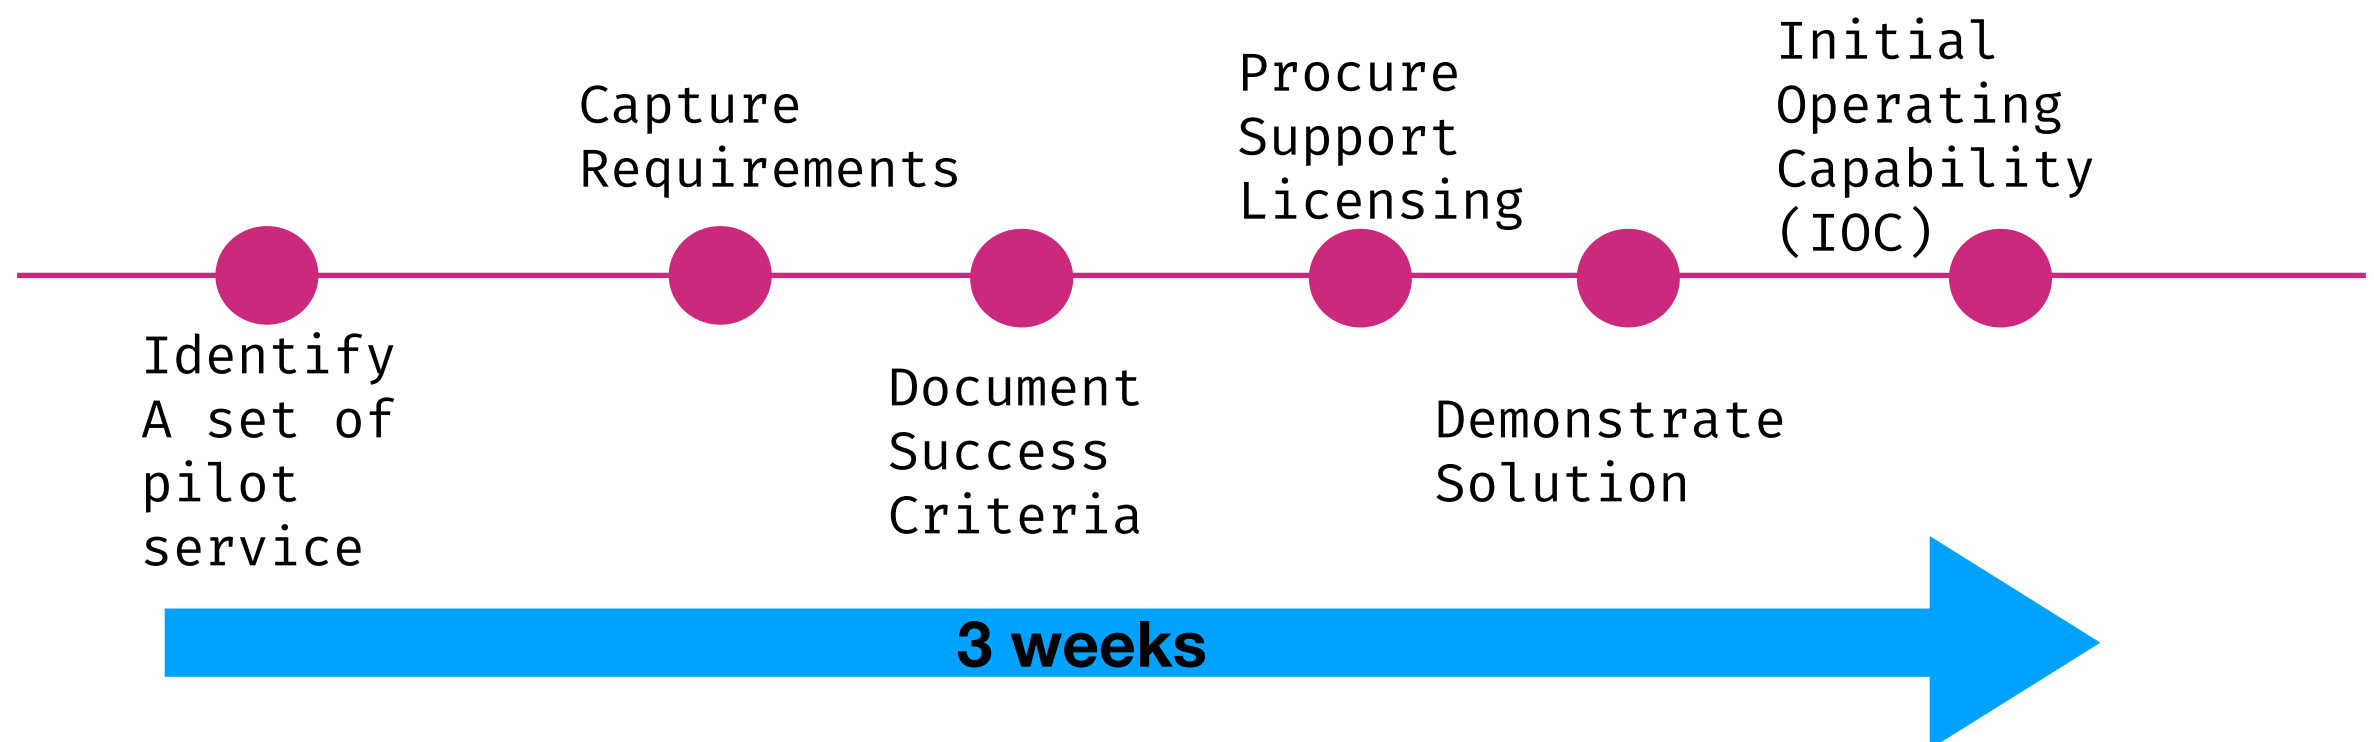 Identify
A set of
pilot
service
Capture
Requirements
Document
Success
Criteria
Procure
Support
Licensing
Demonstrate
Solution
Initial
Operating
Capability
(IOC)
3 weeks